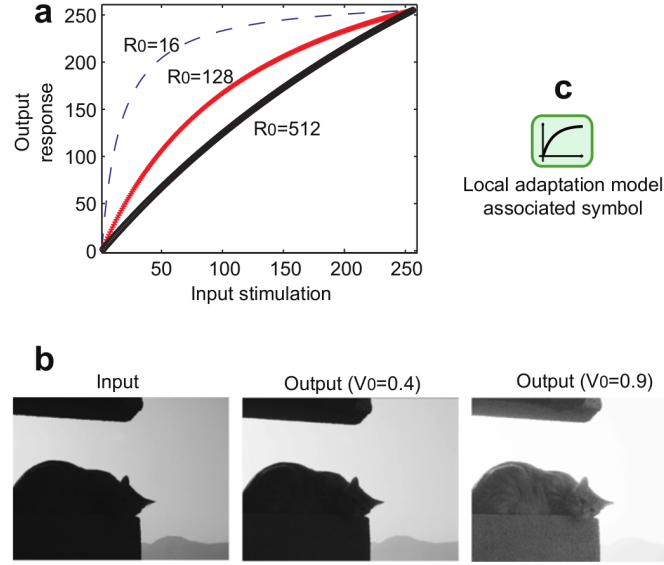 a
250
200
150
100
50
0
Output
response
R0=16
R0=128
R0=512
50
100
150
200
250
Input stimulation
c
Local adaptation model
associated symbol
b
Input
Output (V0=0.4)
Output (V0=0.9)